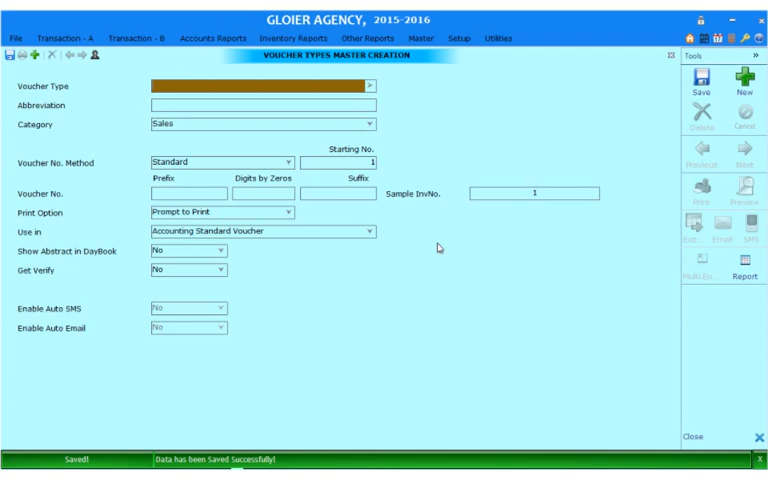 GLOIER AGENCY, 2015-2016
File Transaction - A Transaction - B Accounts Reports Inventory Reports Other Reports Master Setup Utilities
VOUCHER TYPES MASTER CREATION
Tools »
Voucher Type
Abbreviation
Category Sales
Save New
Delete Cancel
Starting No.
Voucher No. Method Standard 1
Previous Next
Prefix Digits by Zeros Suffix
Voucher No. Sample InvNo. 1
Print Preview
Print Option Prompt to Print
Use in Accounting Standard Voucher
Exp... Email SMS
Show Abstract in DayBook No
Get Verify No
Multi.En... Report
Enable Auto SMS No
Enable Auto Email No
Close
Saved! Data has been Saved Successfully! X